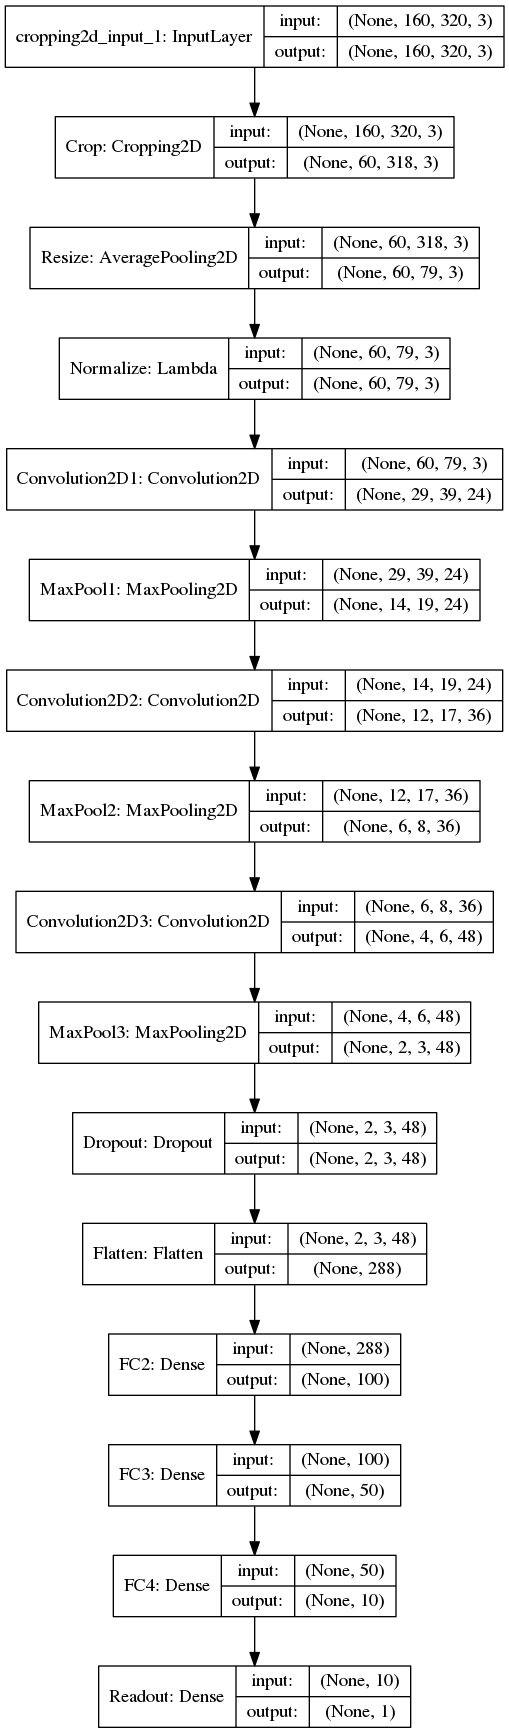 cropping2d_input_1: InputLayer
input: (None, 160, 320, 3)
output: (None, 160, 320, 3)
Crop: Cropping2D
input: (None, 160, 320, 3)
output: (None, 60, 318, 3)
Resize: AveragePooling2D
input: (None, 60, 318, 3)
output: (None, 60, 79, 3)
Normalize: Lambda
input: (None, 60, 79, 3)
output: (None, 60, 79, 3)
Convolution2D1: Convolution2D
input: (None, 60, 79, 3)
output: (None, 29, 39, 24)
MaxPool1: MaxPooling2D
input: (None, 29, 39, 24)
output: (None, 14, 19, 24)
Convolution2D2: Convolution2D
input: (None, 14, 19, 24)
output: (None, 12, 17, 36)
MaxPool2: MaxPooling2D
input: (None, 12, 17, 36)
output: (None, 6, 8, 36)
Convolution2D3: Convolution2D
input: (None, 6, 8, 36)
output: (None, 4, 6, 48)
MaxPool3: MaxPooling2D
input: (None, 4, 6, 48)
output: (None, 2, 3, 48)
Dropout: Dropout
input: (None, 2, 3, 48)
output: (None, 2, 3, 48)
Flatten: Flatten
input: (None, 2, 3, 48)
output: (None, 288)
FC2: Dense
input: (None, 288)
output: (None, 100)
FC3: Dense
input: (None, 100)
output: (None, 50)
FC4: Dense
input: (None, 50)
output: (None, 10)
Readout: Dense
input: (None, 10)
output: (None, 1)